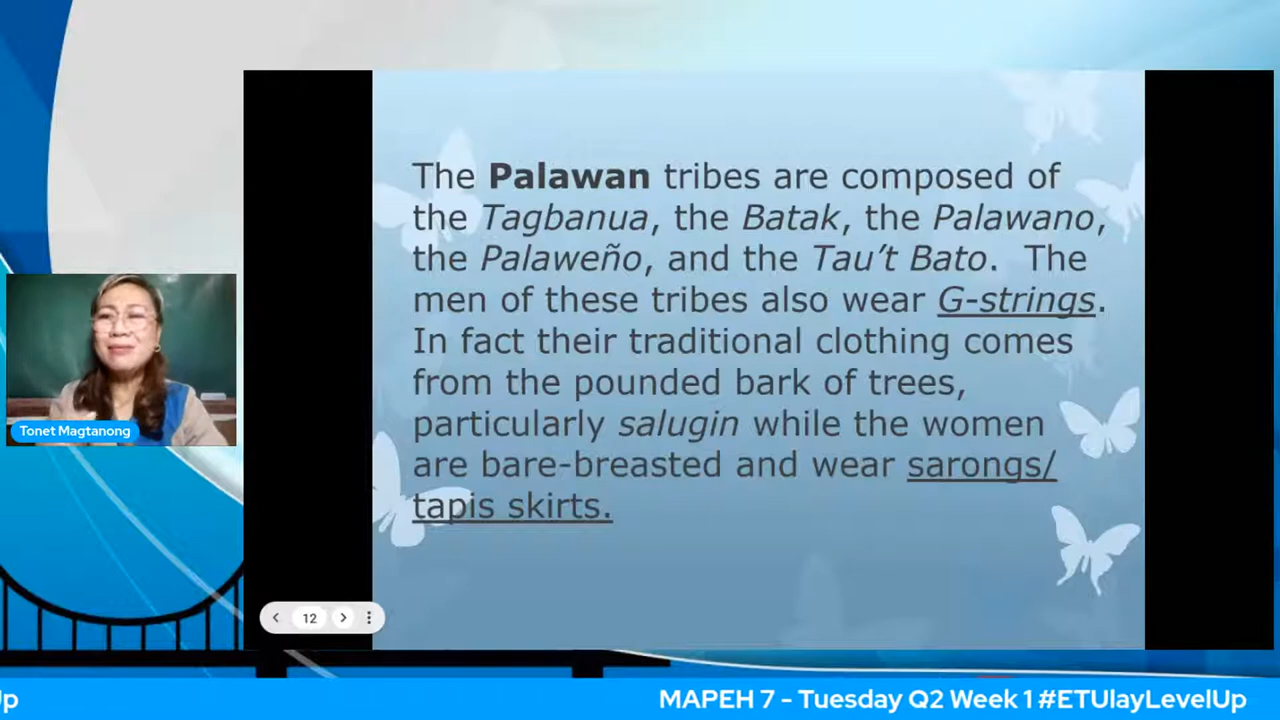 The Palawan tribes are composed of
the Tagbanua, the Batak, the Palawano,
the Palaweño, and the Tau’t Bato.  The
men of these tribes also wear G-strings.
In fact their traditional clothing comes
from the pounded bark of trees,
particularly salugin while the women
are bare-breasted and wear sarongs/
tapis skirts.
Tonet Magtanong
12
Up
MAPEH 7 - Tuesday Q2 Week 1 #ETUlayLevelUp